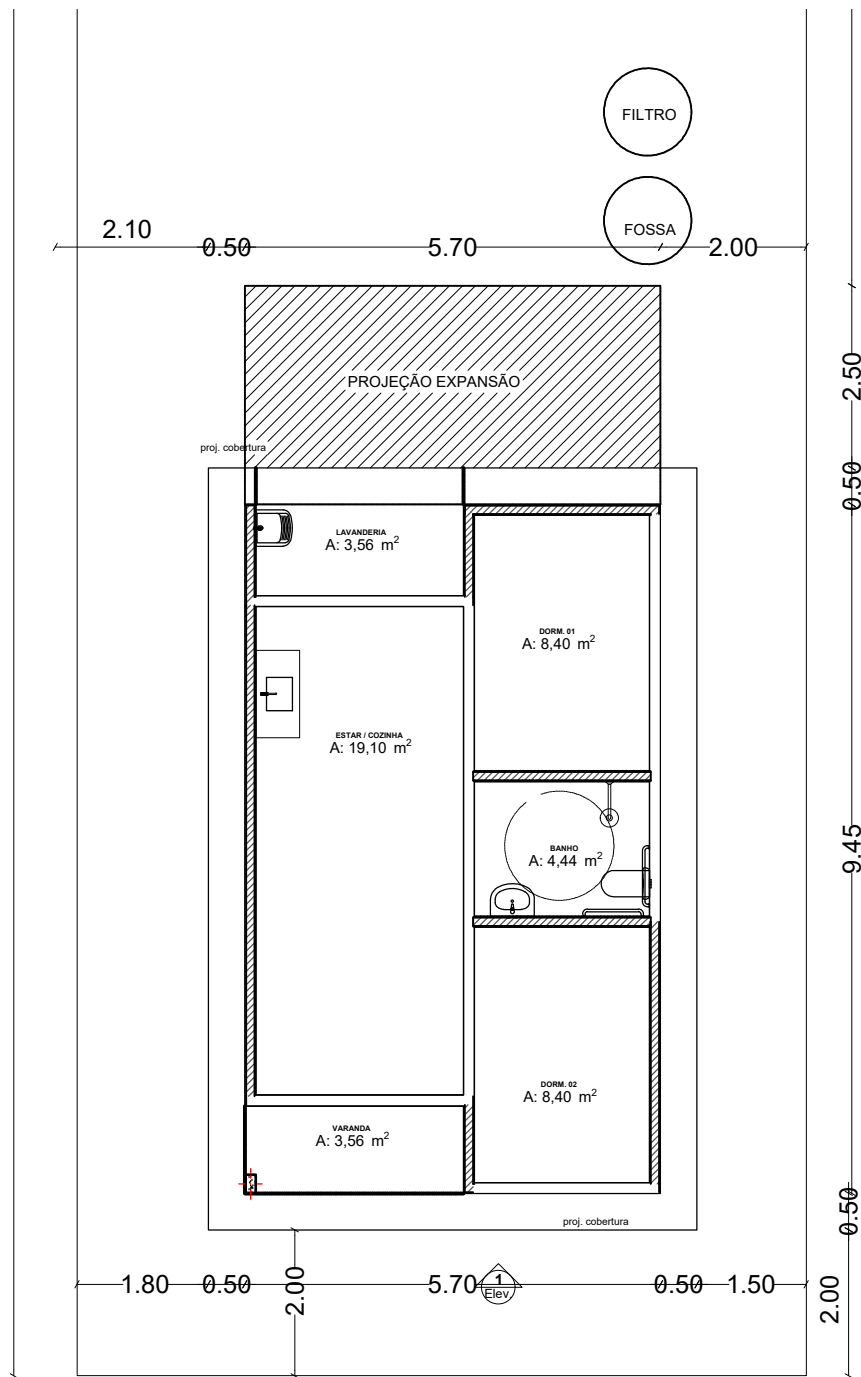 FILTRO
FOSSA
2.10
0.50
5.70
2.00
PROJEÇÃO EXPANSÃO
2.50
proj. cobertura
0.50
LAVANDERIA
A: 3,56 m²
DORM. 01
A: 8,40 m²
ESTAR / COZINHA
A: 19,10 m²
BANHO
A: 4,44 m²
9.45
DORM. 02
A: 8,40 m²
VARANDA
A: 3,56 m²
proj. cobertura
0.50
1.80
0.50
2.00
5.70
1
Elev.
0.50
1.50
2.00